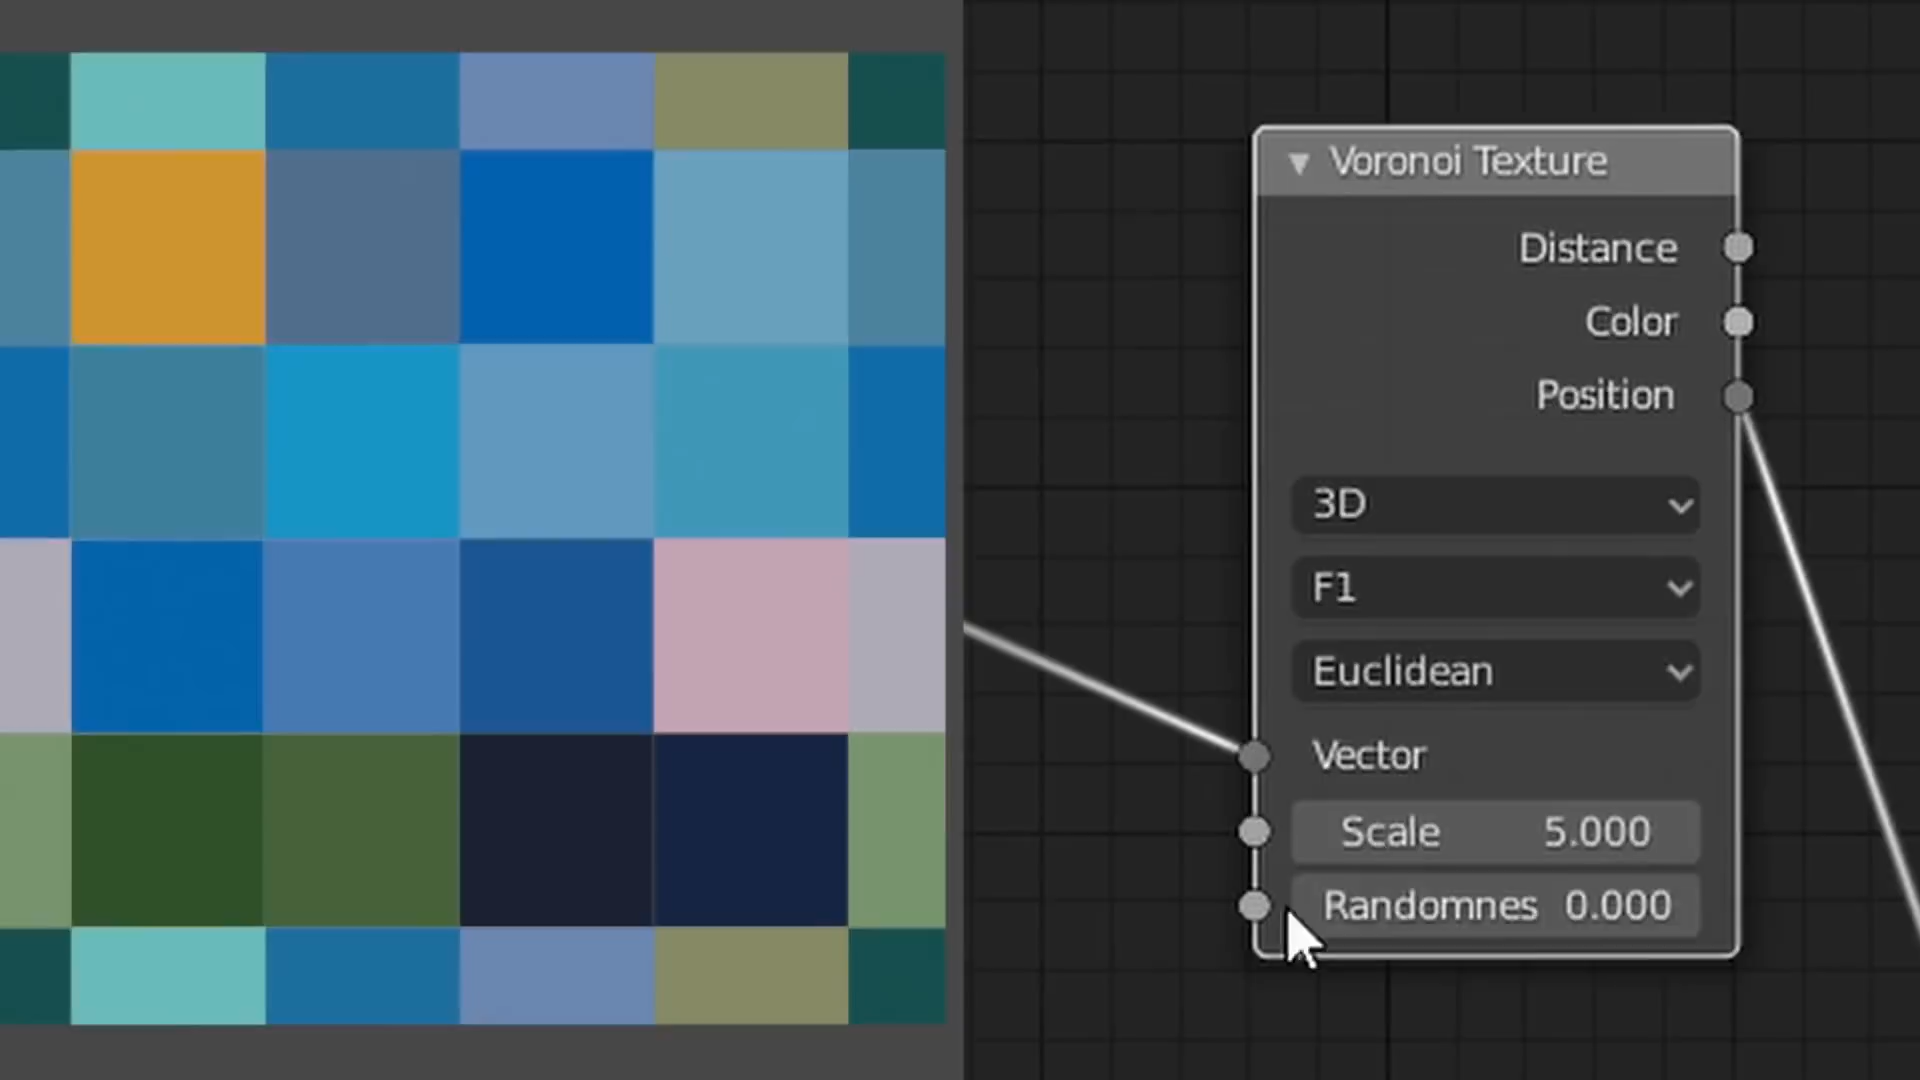 Voronoi Texture
Distance
Color
Position
3D
F1
Euclidean
Vector
Scale 5.000
Randomnes 0.000